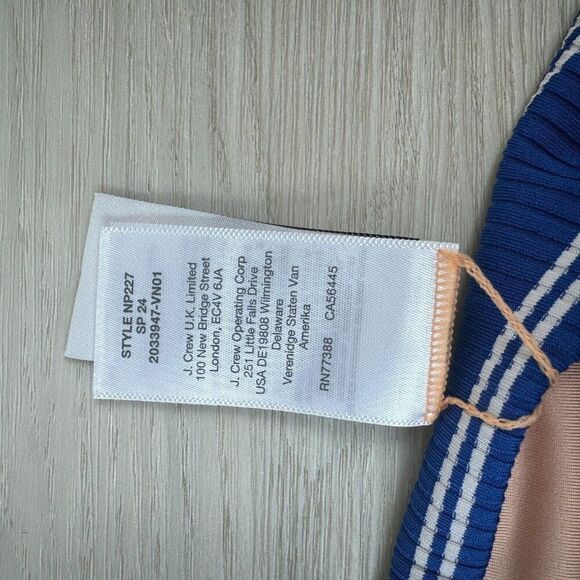 STYLE NP227
SP 24
2033947-VN01
J. Crew U.K. Limited
100 New Bridge Street
London, EC4V 6JA
J. Crew Operating Corp
251 Little Falls Drive
USA DE19808 Wilmington
Delaware
Verenidge Staten Van
Amerika
RN77388 CA56445